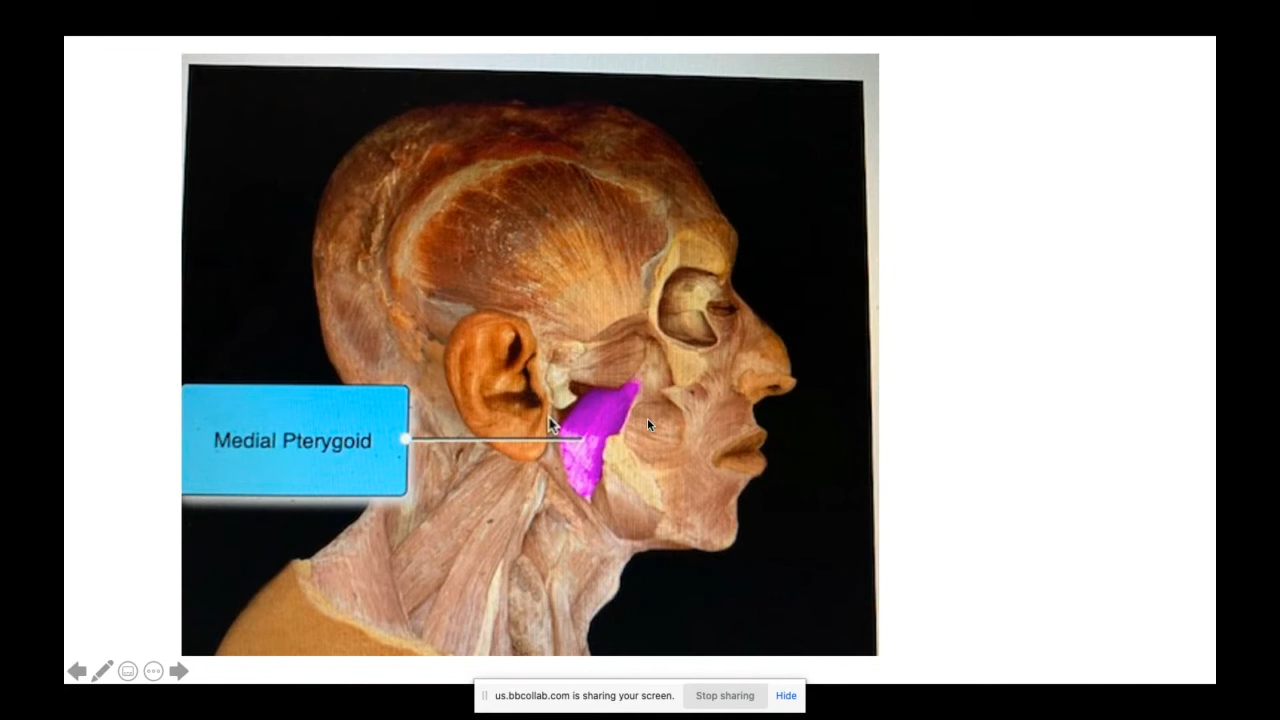 Medial Pterygoid
us.bbcollab.com is sharing your screen. Stop sharing Hide